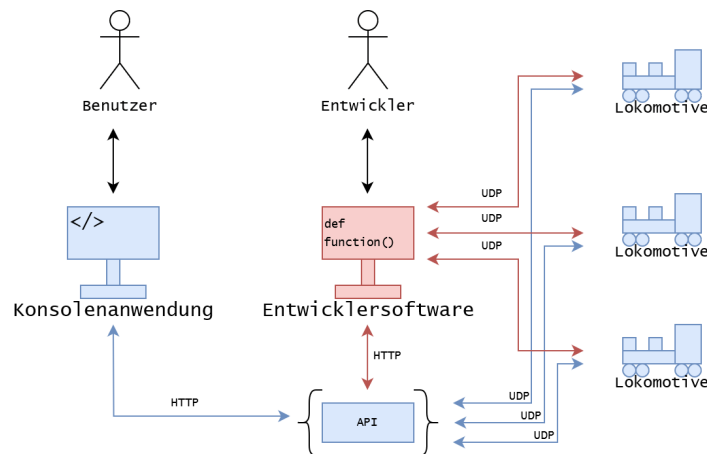 Benutzer
Entwickler
Lokomotive
UDP
</>
def
function()
UDP
UDP
Lokomotive
Konsolenanwendung
Entwicklersoftware
HTTP
Lokomotive
HTTP
API
UDP
UDP
UDP